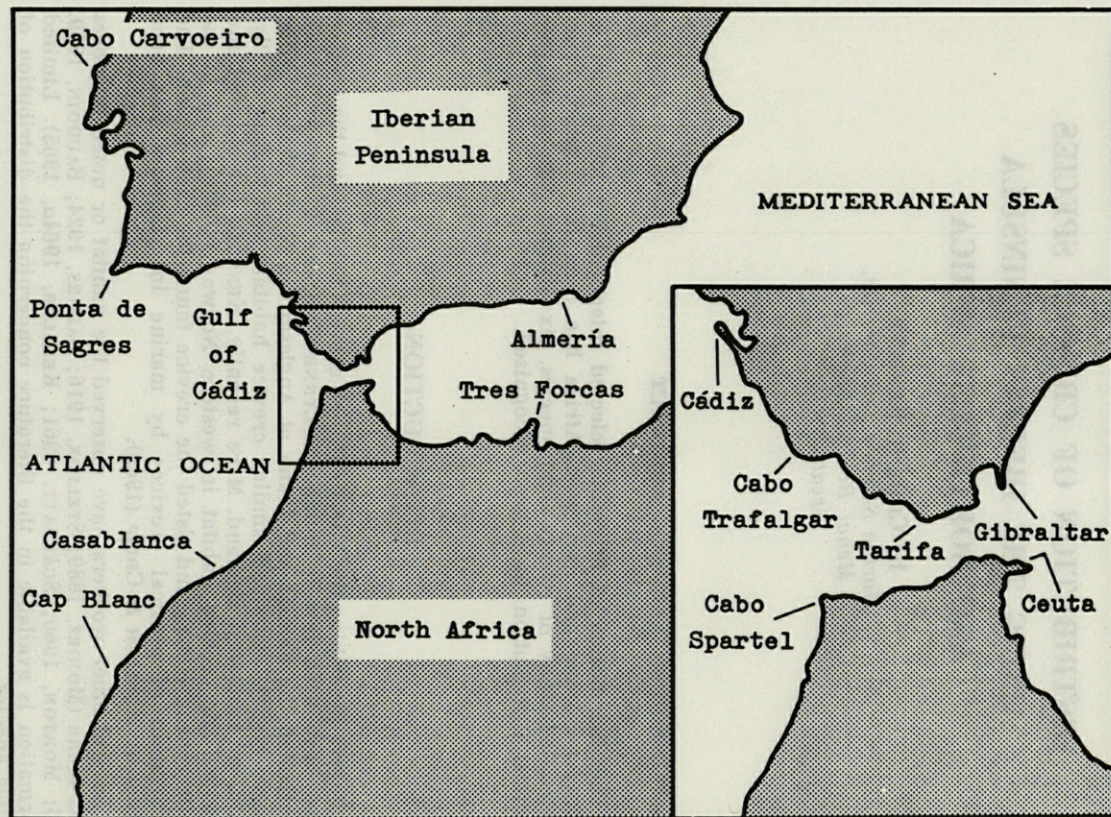 Cabo Carvoeiro
Iberian
Peninsula
MEDITERRANEAN SEA
Ponta de
Sagres
Gulf
of
Cádiz
Almería
Tres Forcas
ATLANTIC OCEAN
Casablanca
Cap Blanc
North Africa
Cádiz
Cabo
Trafalgar
Tarifa
Gibraltar
Ceuta
Cabo
Spartel